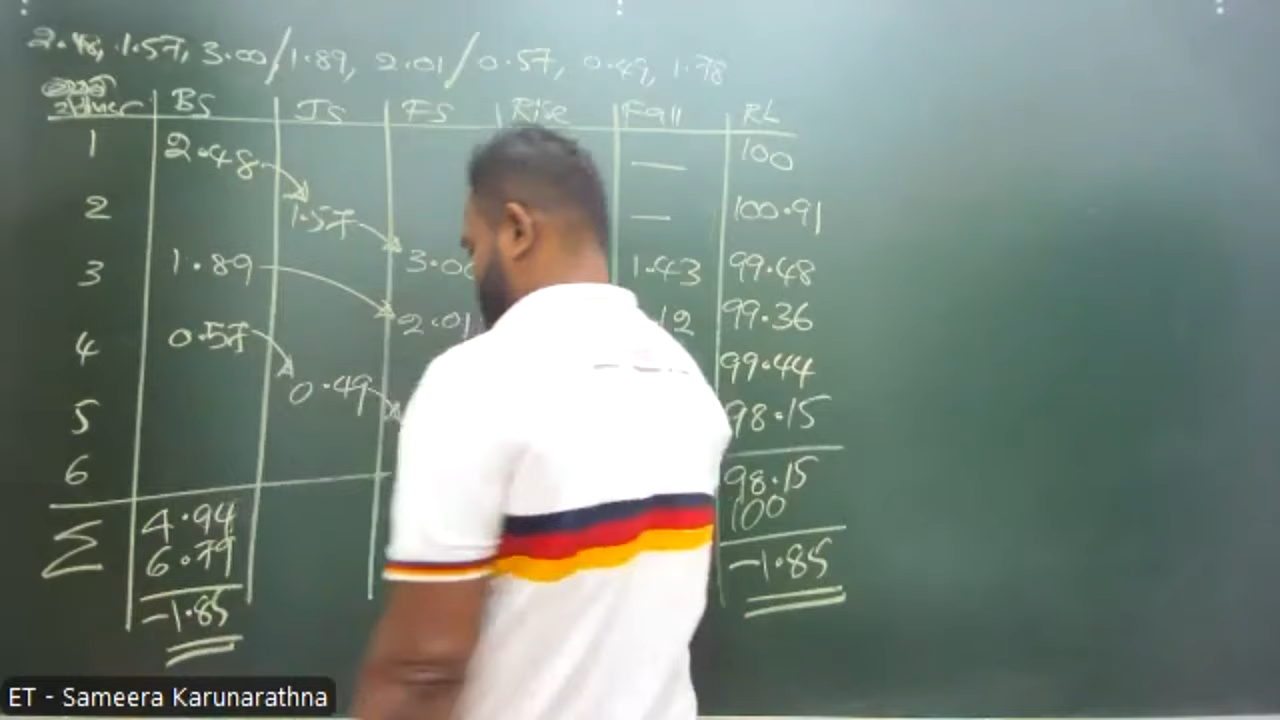 2.48, 1.57, 3.00/1.89, 2.01/0.57, 0.49, 1.78
BS IS FS Rise Fall RL
1 2.48 — 100
2 1.57 — 100.91
3 1.89 3.00 1.43 99.48
2.01 12 99.36
4 0.57 99.44
0.49
5 98.15
6 98.15
100
Σ 4.94
6.79 -1.85
-1.85
ET - Sameera Karunarathna